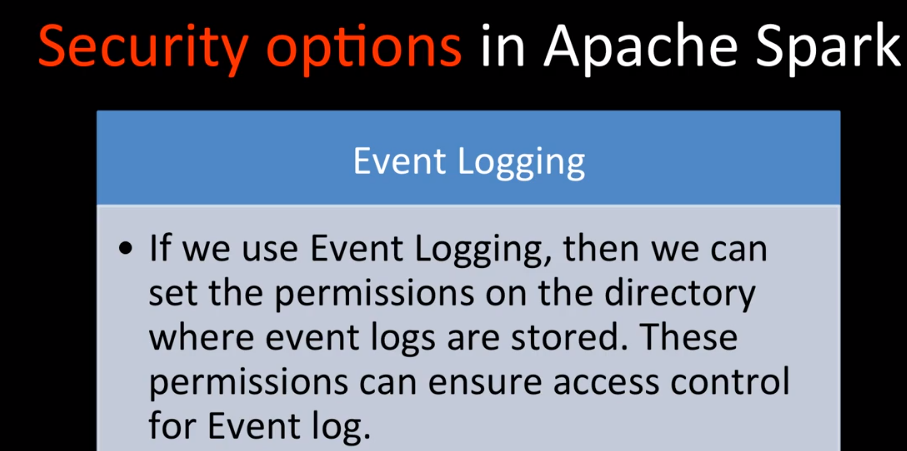 Security options in Apache Spark
Event Logging
• If we use Event Logging, then we can
set the permissions on the directory
where event logs are stored. These
permissions can ensure access control
for Event log.